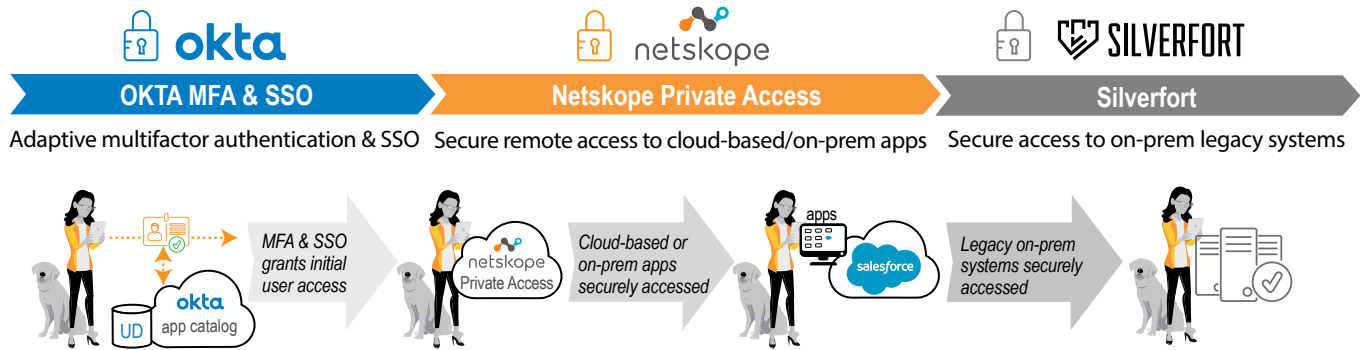 okta
netskope
SILVERFORT
OKTA MFA & SSO
Netskope Private Access
Silverfort
Adaptive multifactor authentication & SSO
Secure remote access to cloud-based/on-prem apps
Secure access to on-prem legacy systems
MFA & SSO
grants initial
user access
okta
app catalog
UD
netskope
Private Access
Cloud-based or
on-prem apps
securely accessed
apps
salesforce
Legacy on-prem
systems securely
accessed